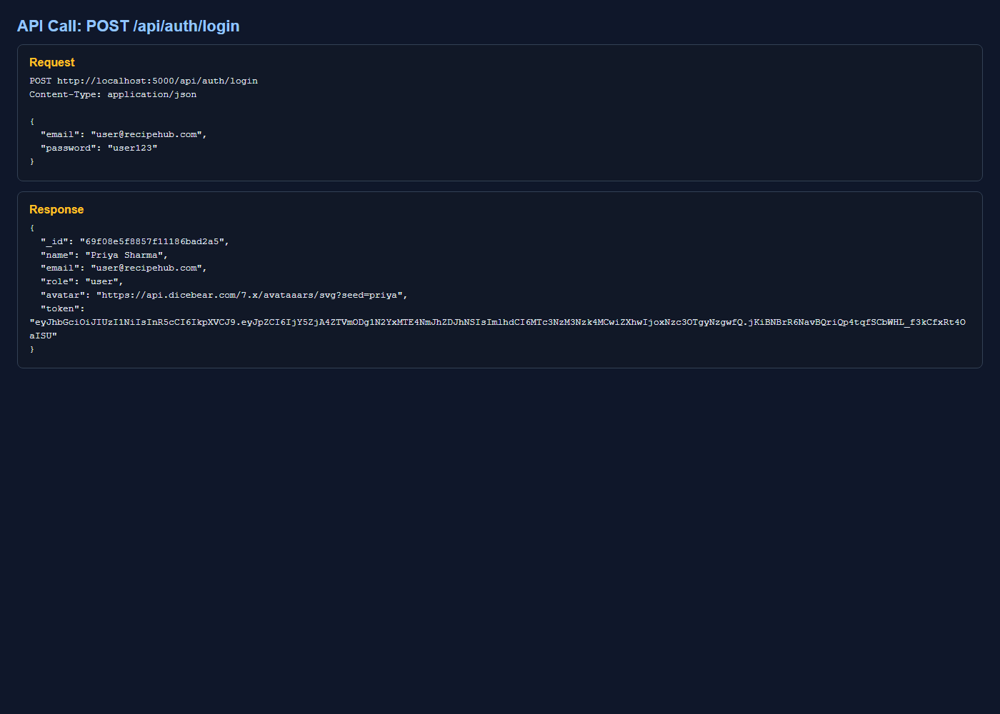 API Call: POST /api/auth/login
Request
POST http://localhost:5000/api/auth/login
Content-Type: application/json
{
  "email": "user@recipehub.com",
  "password": "user123"
}
Response
{
  "_id": "69f08e5f8857f11186bad2a5",
  "name": "Priya Sharma",
  "email": "user@recipehub.com",
  "role": "user",
  "avatar": "https://api.dicebear.com/7.x/avataaars/svg?seed=priya",
  "token":
"eyJhbGciOiJIUzI1NiIsInR5cCI6IkpXVCJ9.eyJpZCI6IjY5ZjA4ZTVmODg1N2YxMTE4NmJhZDJhNSIsImlhdCI6MTc3NzM3Nzk4MCwiZXhwIjoxNzc3OTgyNzgwfQ.jKiBNBrR6NavBQriQp4tqfSCbWHL_f3kCfxRt4O
aISU"
}